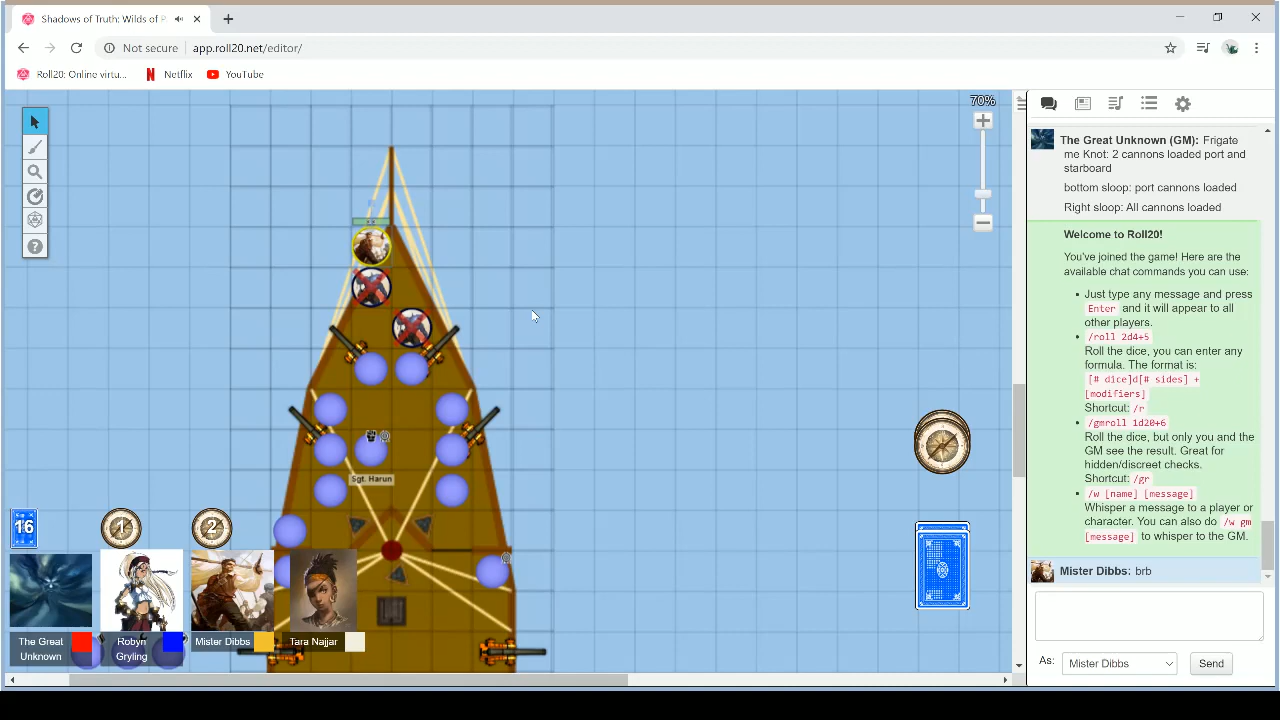 Shadows of Truth: Wilds of P
Not secure
app.roll20.net/editor/
Roll20: Online virtu...
Netflix
YouTube
70%
Sgt. Harun
16
1
2
The Great Unknown
Robyn Gryling
Mister Dibbs
Tara Najjar
The Great Unknown (GM): Frigate
me Knot: 2 cannons loaded port and
starboard
bottom sloop: port cannons loaded
Right sloop: All cannons loaded
Welcome to Roll20!
You've joined the game! Here are the
available chat commands you can use:
Just type any message and press
Enter and it will appear to all
other players.
/roll 2d4+5
Roll the dice, you can enter any
formula. The format is:
[# dice]d[# sides] +
[modifiers]
Shortcut: /r
/gmroll 1d20+6
Roll the dice, but only you and the
GM see the result. Great for
hidden/discreet checks.
Shortcut: /gr
/w [name] [message]
Whisper a message to a player or
character. You can also do /w gm
[message] to whisper to the GM.
Mister Dibbs: brb
As:
Mister Dibbs
Send